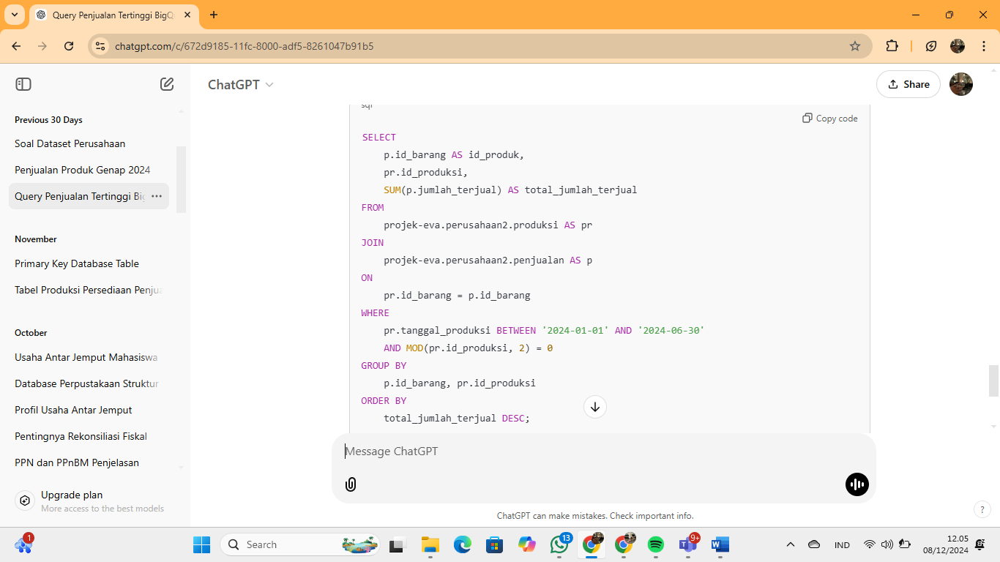 Query Penjualan Tertinggi BigQu
chatgpt.com/c/672d9185-11fc-8000-adf5-8261047b91b5
ChatGPT
Share
Previous 30 Days
Soal Dataset Perusahaan
Penjualan Produk Genap 2024
Query Penjualan Tertinggi Big
November
Primary Key Database Table
Tabel Produksi Persediaan Penjua
October
Usaha Antar Jemput Mahasiswa
Database Perpustakaan Struktur
Profil Usaha Antar Jemput
Pentingnya Rekonsiliasi Fiskal
PPN dan PPnBM Penjelasan
Upgrade plan
More access to the best models
sql
Copy code
SELECT
p.id_barang AS id_produk,
pr.id_produksi,
SUM(p.jumlah_terjual) AS total_jumlah_terjual
FROM
projek-eva.perusahaan2.produksi AS pr
JOIN
projek-eva.perusahaan2.penjualan AS p
ON
pr.id_barang = p.id_barang
WHERE
pr.tanggal_produksi BETWEEN '2024-01-01' AND '2024-06-30'
AND MOD(pr.id_produksi, 2) = 0
GROUP BY
p.id_barang, pr.id_produksi
ORDER BY
total_jumlah_terjual DESC;
Message ChatGPT
ChatGPT can make mistakes. Check important info.
?
1
Search
13
9+
IND
12.05
08/12/2024